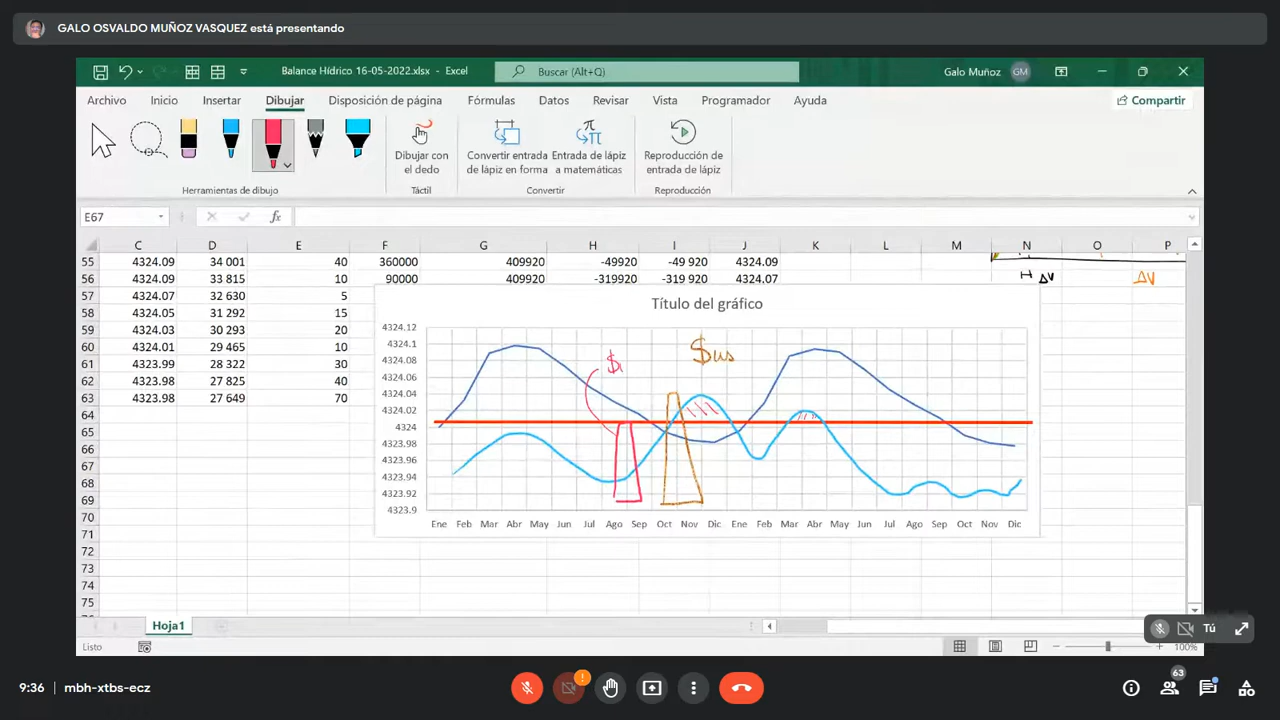 GALO OSVALDO MUÑOZ VASQUEZ está presentando
Balance Hídrico 16-05-2022.xlsx - Excel
Buscar (Alt+Q)
Galo Muñoz GM
Archivo Inicio Insertar Dibujar Disposición de página Fórmulas Datos Revisar Vista Programador Ayuda Compartir
Dibujar con el dedo
Convertir entrada de lápiz en forma
Entrada de lápiz a matemáticas
Reproducción de entrada de lápiz
Herramientas de dibujo Táctil Convertir Reproducción
E67 fx
C D E F G H I J K L M N O P
55 4324.09 34 001 40 360000 409920 -49920 -49 920 4324.09
56 4324.09 33 815 10 90000 409920 -319920 -319 920 4324.07 H ΔV ΔV
57 4324.07 32 630 5
58 4324.05 31 292 15
59 4324.03 30 293 20
60 4324.01 29 465 10
61 4323.99 28 322 30
62 4323.98 27 825 40
63 4323.98 27 649 70
64
65
66
67
68
69
70
71
72
73
74
75
Título del gráfico
4324.12
4324.1
4324.08
4324.06
4324.04
4324.02
4324
4323.98
4323.96
4323.94
4323.92
4323.9
$us
Ene Feb Mar Abr May Jun Jul Ago Sep Oct Nov Dic Ene Feb Mar Abr May Jun Jul Ago Sep Oct Nov Dic
Hoja1
Tú
Listo
100%
9:36 mbh-xtbs-ecz
63